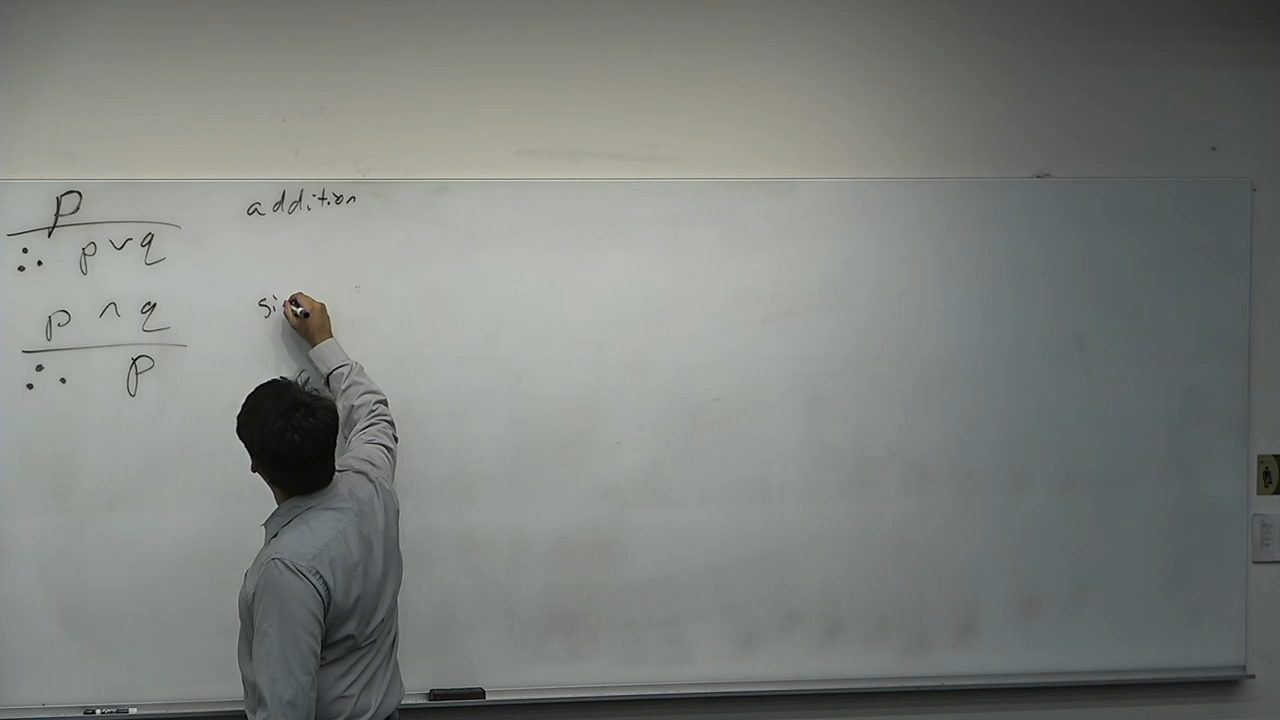 p addition
∴ p ∨ q
p ∧ q si
∴ p